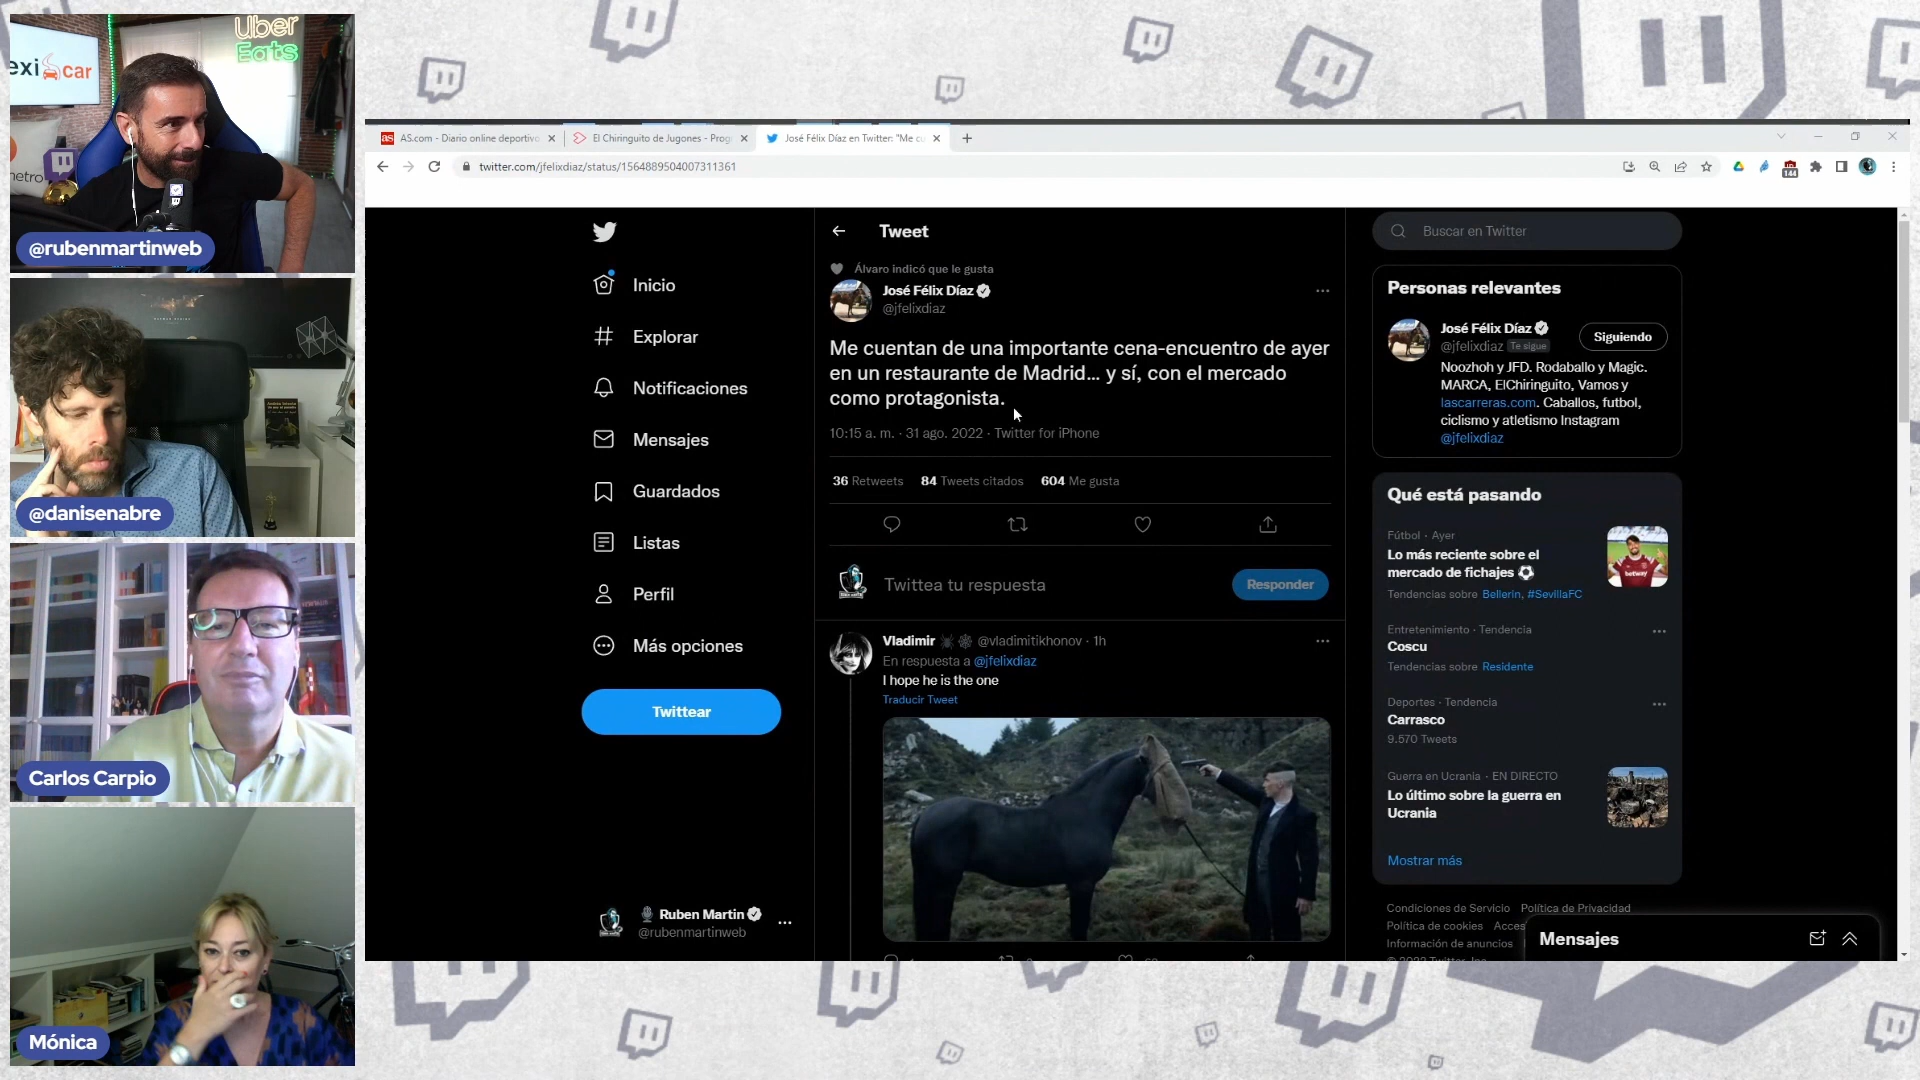 Uber
Eats
exi car
metro
@rubenmartinweb
@danisenabre
Carlos Carpio
Mónica
as AS.com - Diario online deportivo
El Chiringuito de Jugones - Prog
José Félix Díaz en Twitter: "Me cu
twitter.com/jfelixdiaz/status/1564889504007311361
144
Inicio
Explorar
Notificaciones
Mensajes
Guardados
Listas
Perfil
Más opciones
Twittear
Ruben Martin
@rubenmartinweb
Tweet
Álvaro indicó que le gusta
José Félix Díaz
@jfelixdiaz
Me cuentan de una importante cena-encuentro de ayer
en un restaurante de Madrid... y sí, con el mercado
como protagonista.
10:15 a. m. · 31 ago. 2022 · Twitter for iPhone
36 Retweets 84 Tweets citados 604 Me gusta
Twittea tu respuesta
Responder
Vladimir @vladimitikhonov · 1h
En respuesta a @jfelixdiaz
I hope he is the one
Traducir Tweet
Buscar en Twitter
Personas relevantes
José Félix Díaz
@jfelixdiaz Te sigue
Siguiendo
Noozhoh y JFD. Rodaballo y Magic.
MARCA, ElChiringuito, Vamos y
lascarreras.com. Caballos, futbol,
ciclismo y atletismo Instagram
@jfelixdiaz
Qué está pasando
Fútbol · Ayer
Lo más reciente sobre el
mercado de fichajes
Tendencias sobre Bellerin, #SevillaFC
betway
Entretenimiento · Tendencia
Coscu
Tendencias sobre Residente
Deportes · Tendencia
Carrasco
9.570 Tweets
Guerra en Ucrania · EN DIRECTO
Lo último sobre la guerra en
Ucrania
Mostrar más
Condiciones de Servicio Política de Privacidad
Política de cookies Acces
Información de anuncios
Mensajes